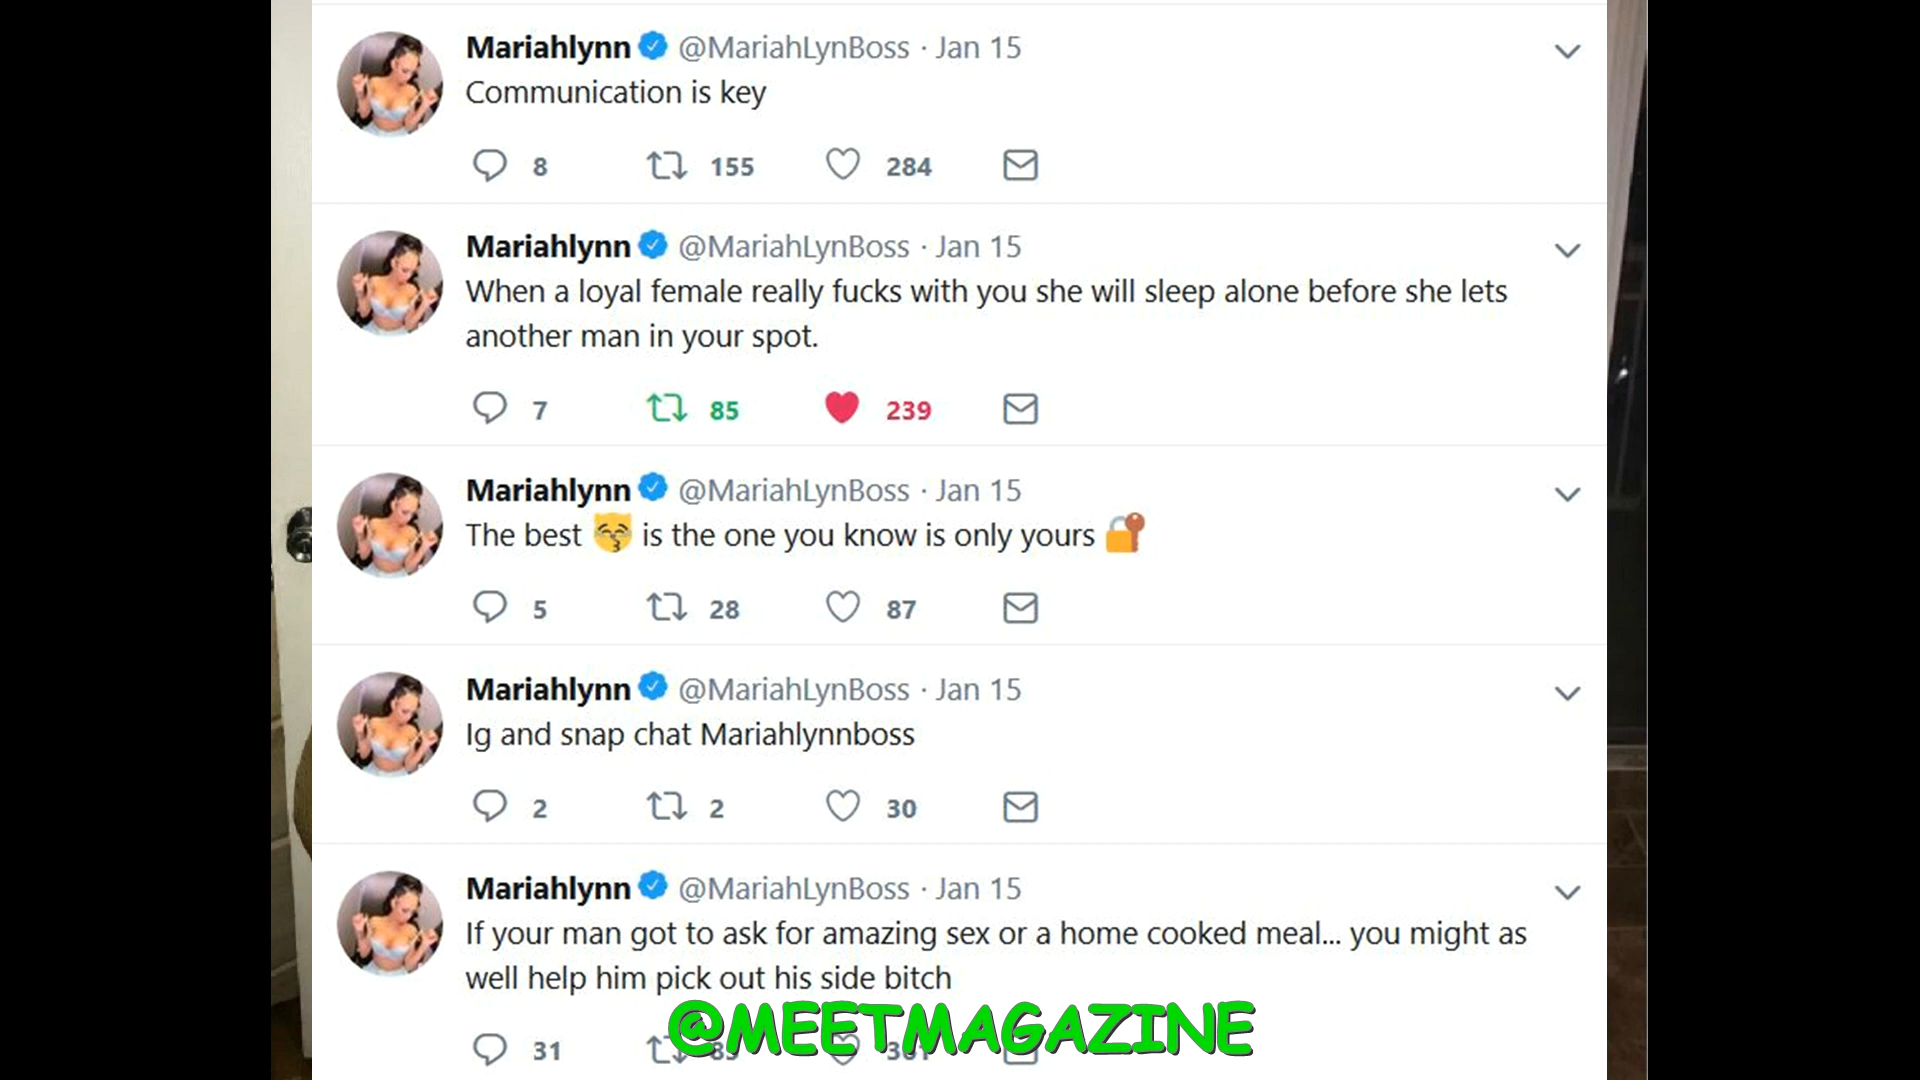 Mariahlynn @MariahLynBoss · Jan 15
Communication is key
8 155 284
Mariahlynn @MariahLynBoss · Jan 15
When a loyal female really fucks with you she will sleep alone before she lets
another man in your spot.
7 85 239
Mariahlynn @MariahLynBoss · Jan 15
The best 😽 is the one you know is only yours 🔐
5 28 87
Mariahlynn @MariahLynBoss · Jan 15
Ig and snap chat Mariahlynnboss
2 2 30
Mariahlynn @MariahLynBoss · Jan 15
If your man got to ask for amazing sex or a home cooked meal... you might as
well help him pick out his side bitch
@MEETMAGAZINE
31